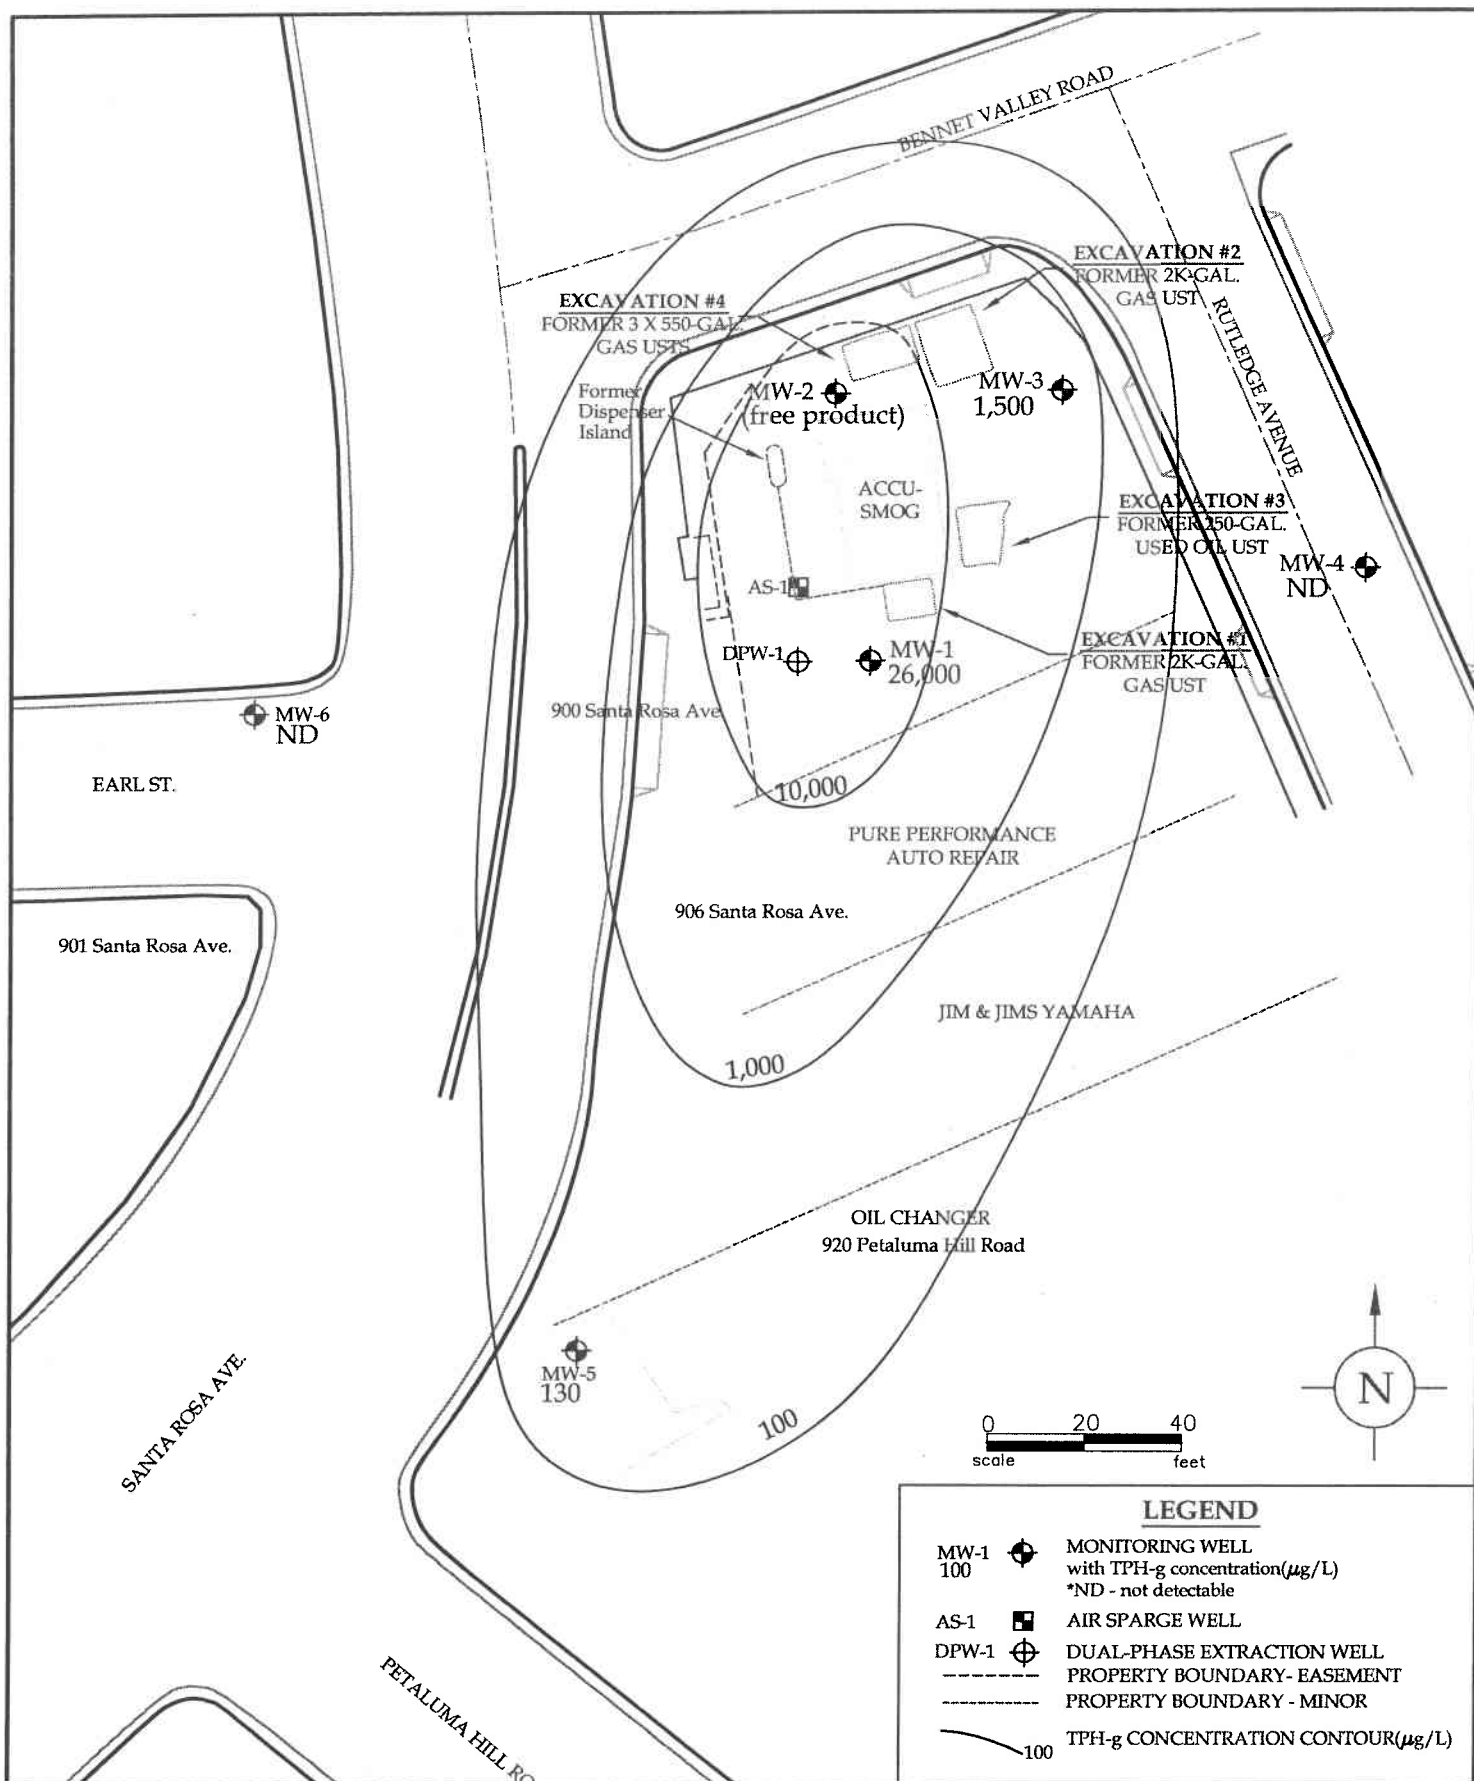 BENNET VALLEY ROAD
EXCAVATION #2
FORMER 2K-GAL.
GAS UST
RUTLEDGE AVENUE
EXCAVATION #4
FORMER 3 X 550-GAL.
GAS USTS
Former
Dispenser
Island
MW-2
(free product)
MW-3
1,500
ACCU-
SMOG
EXCAVATION #3
FORMER 250-GAL.
USED OIL UST
MW-4
ND
AS-1
DPW-1
MW-1
26,000
EXCAVATION #1
FORMER 2K-GAL.
GAS UST
900 Santa Rosa Ave
MW-6
ND
EARL ST.
10,000
PURE PERFORMANCE
AUTO REPAIR
906 Santa Rosa Ave.
901 Santa Rosa Ave.
JIM & JIMS YAMAHA
1,000
OIL CHANGER
920 Petaluma Hill Road
MW-5
130
100
SANTA ROSA AVE.
N
0 20 40
scale feet
PETALUMA HILL RO
LEGEND
MW-1 MONITORING WELL
100 with TPH-g concentration(µg/L)
*ND - not detectable
AS-1 AIR SPARGE WELL
DPW-1 DUAL-PHASE EXTRACTION WELL
PROPERTY BOUNDARY- EASEMENT
PROPERTY BOUNDARY - MINOR
100 TPH-g CONCENTRATION CONTOUR(µg/L)